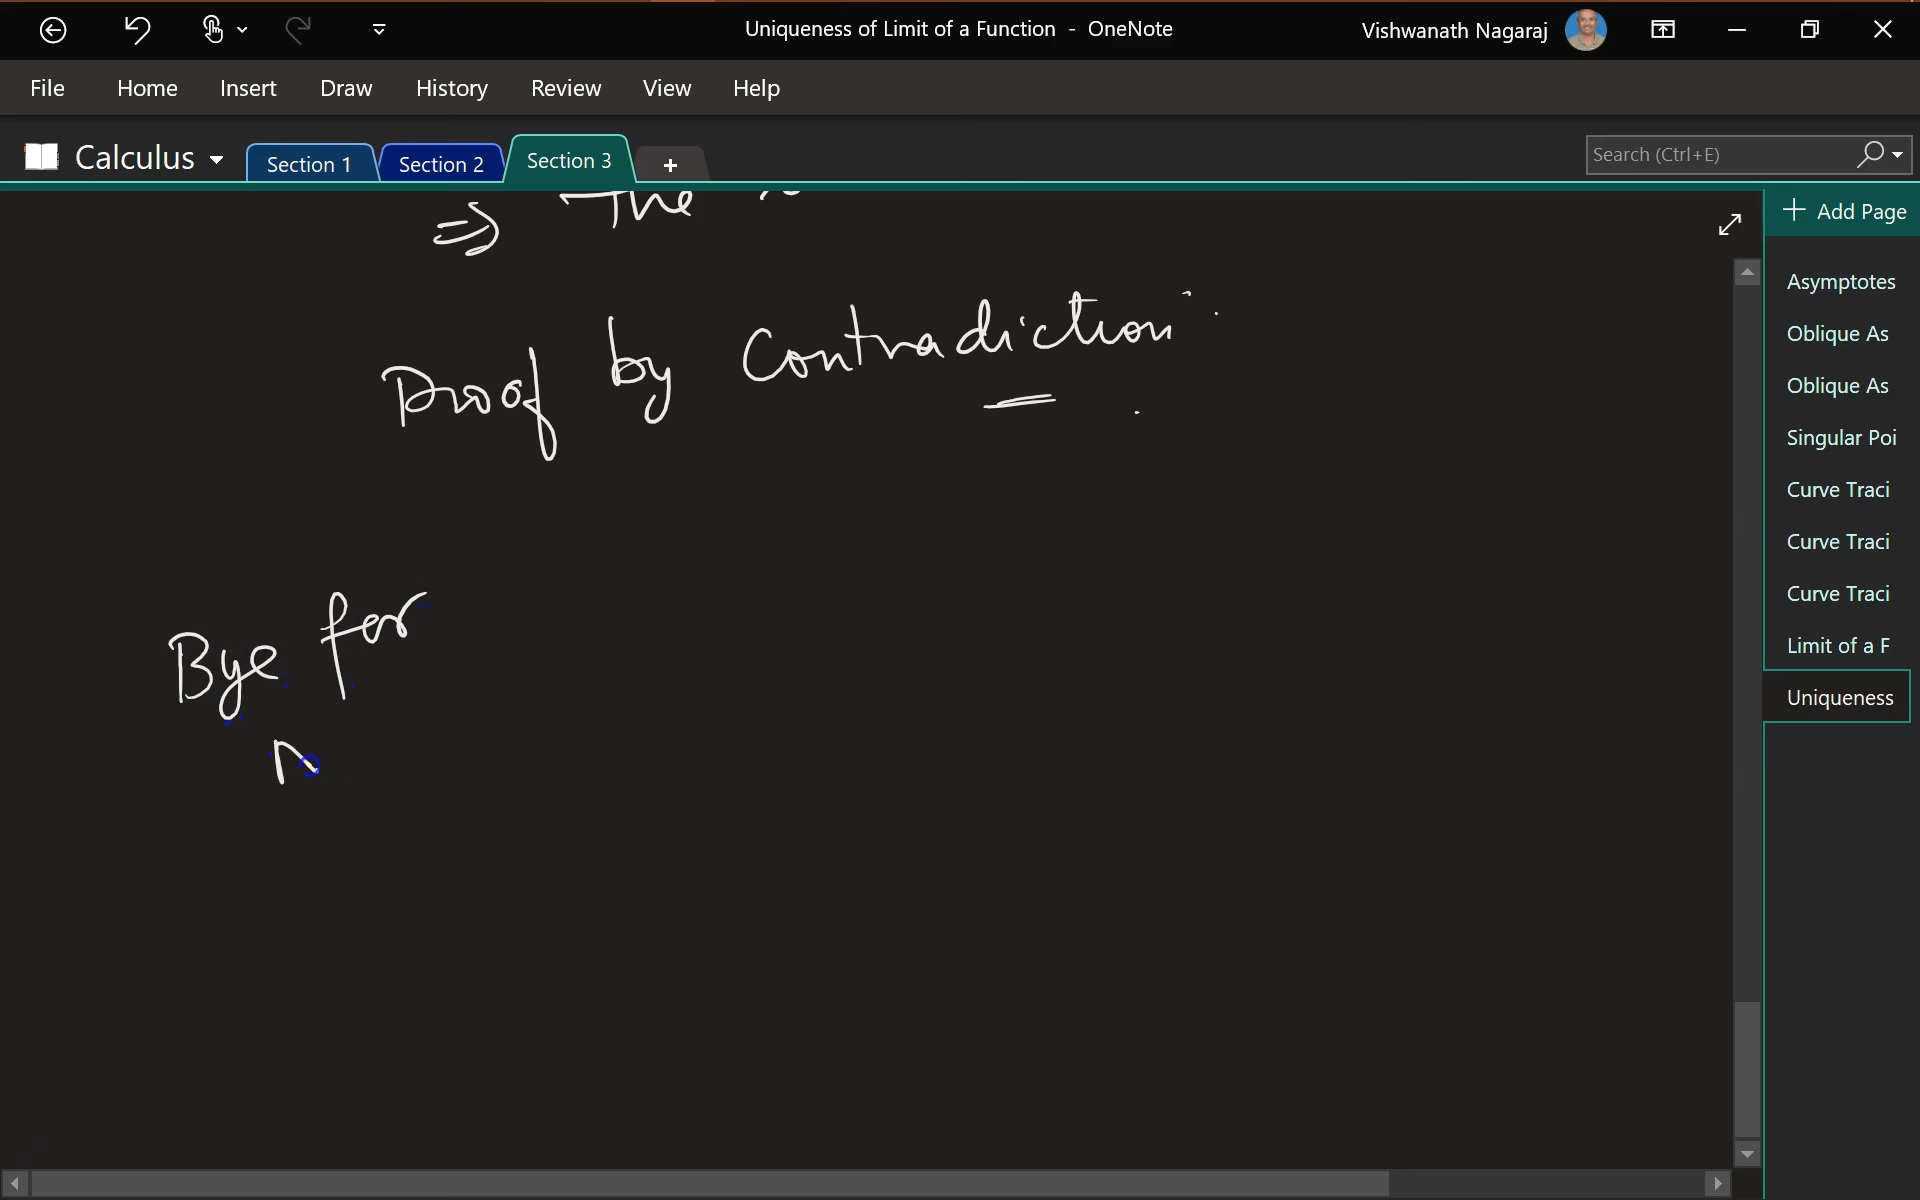 Uniqueness of Limit of a Function - OneNote
Vishwanath Nagaraj
File Home Insert Draw History Review View Help
Calculus Section 1 Section 2 Section 3 +
Search (Ctrl+E)
+ Add Page
⇒ The
Proof by Contradiction
Bye for
N
Asymptotes
Oblique As
Oblique As
Singular Poi
Curve Traci
Curve Traci
Curve Traci
Limit of a F
Uniqueness